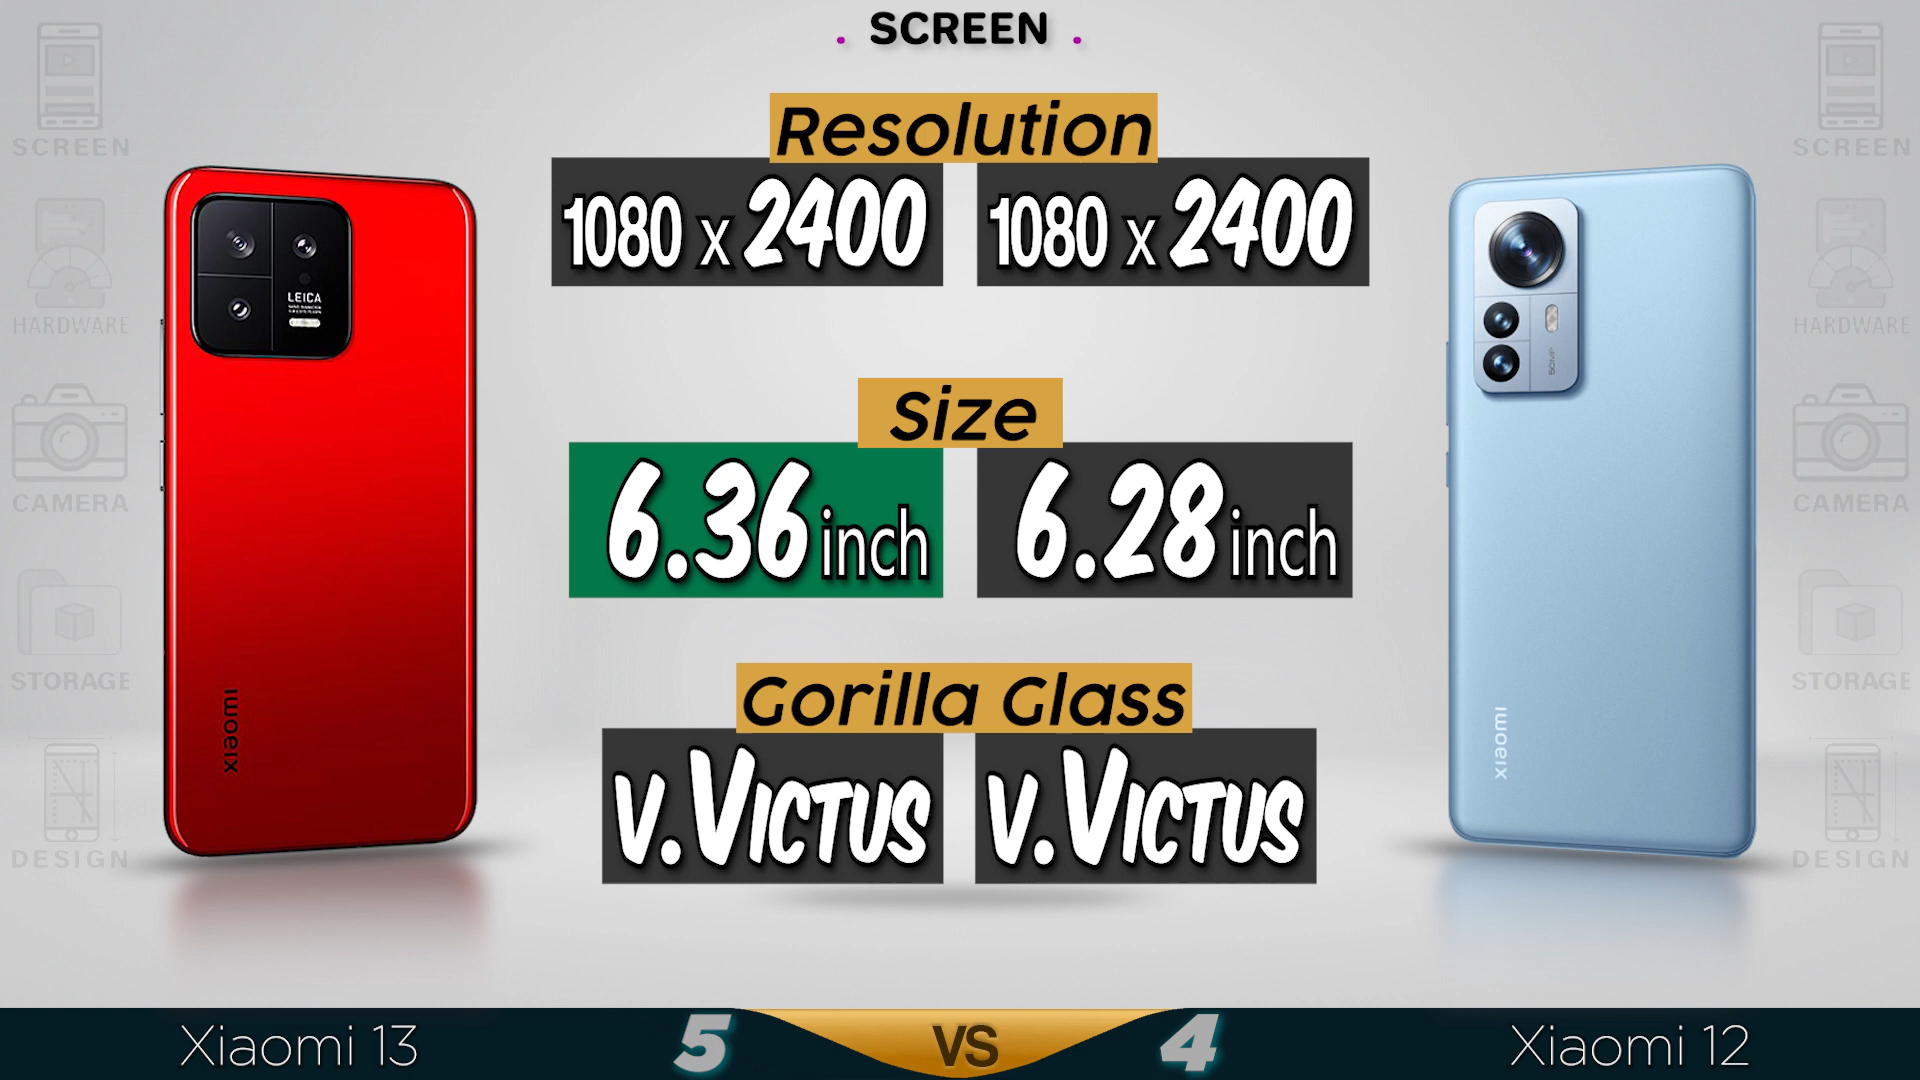 . SCREEN .
Resolution
1080 x 2400 1080 x 2400
Size
6.36 inch 6.28 inch
Gorilla Glass
v.Victus v.Victus
SCREEN
HARDWARE
CAMERA
STORAGE
DESIGN
LEICA
xiaomi
50MP
xiaomi
SCREEN
HARDWARE
CAMERA
STORAGE
DESIGN
Xiaomi 13 5 VS 4 Xiaomi 12